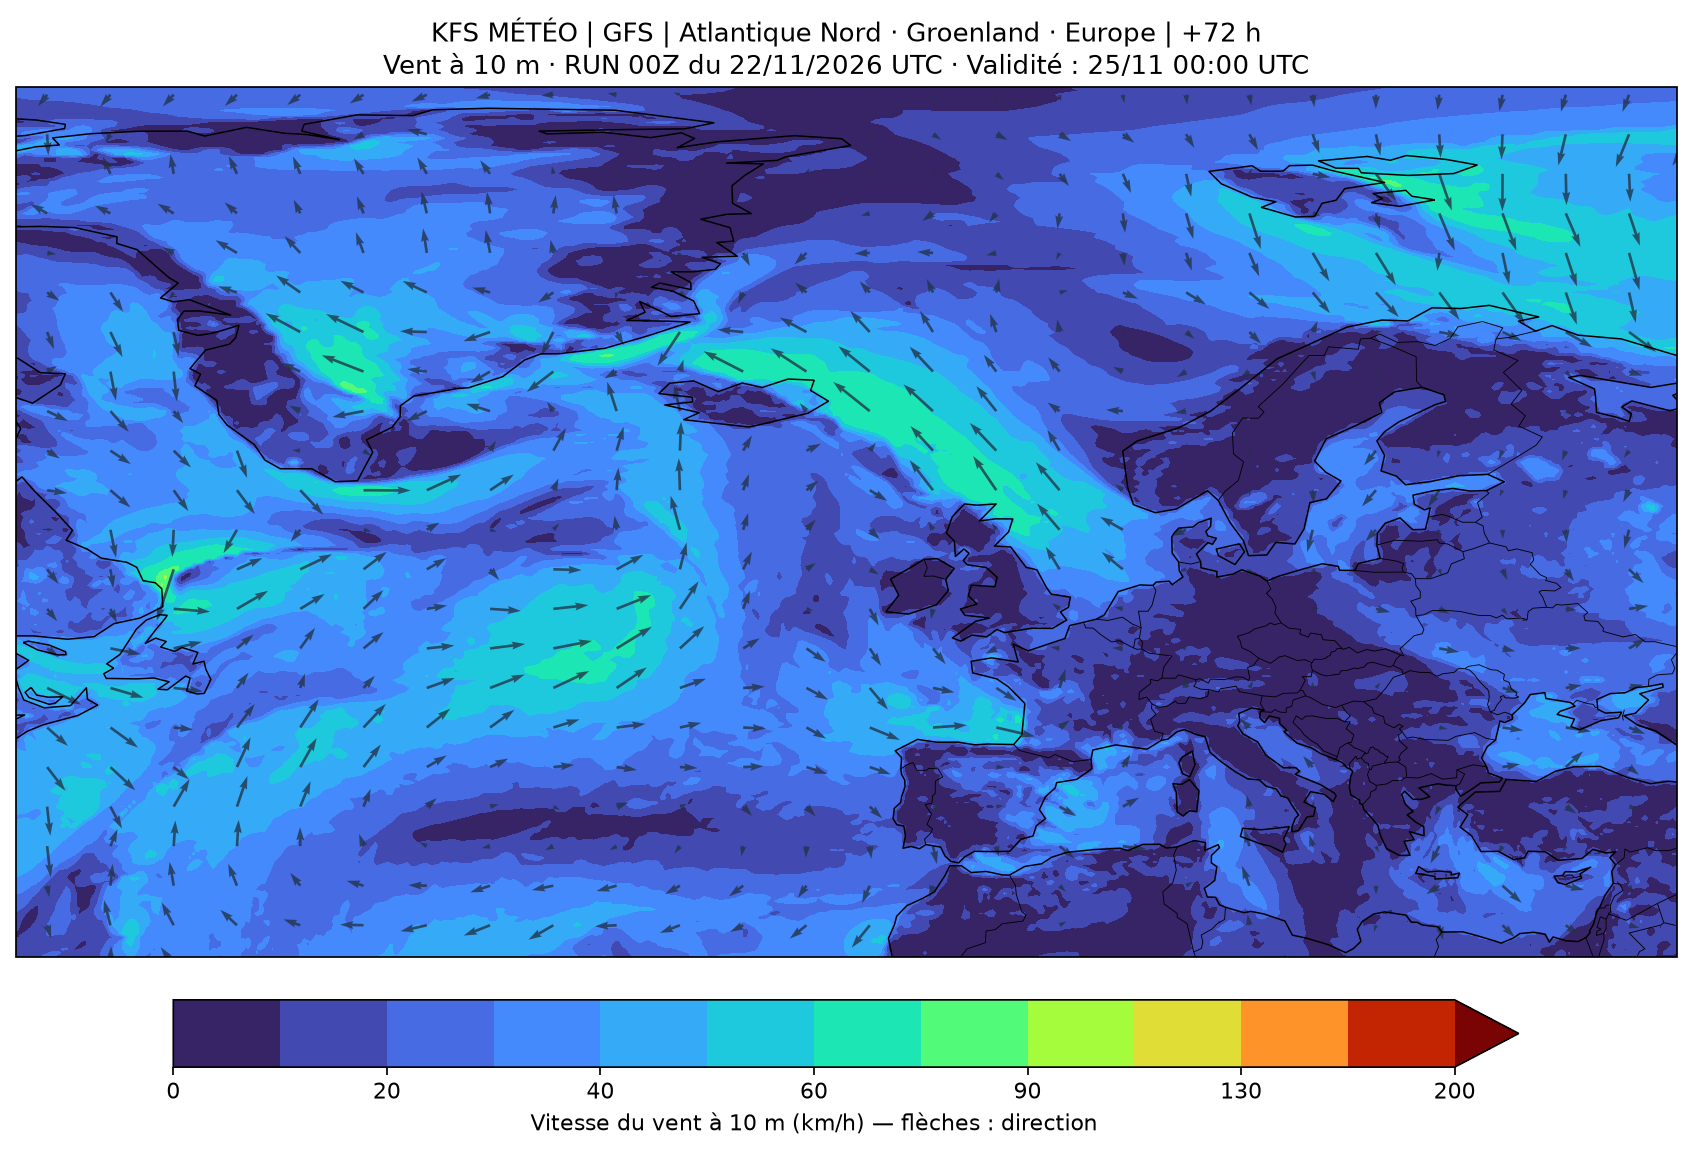 KFS MÉTÉO | GFS | Atlantique Nord · Groenland · Europe | +72 h
Vent à 10 m · RUN 00Z du 22/11/2026 UTC · Validité : 25/11 00:00 UTC
0 20 40 60 90 130 200
Vitesse du vent à 10 m (km/h) — flèches : direction